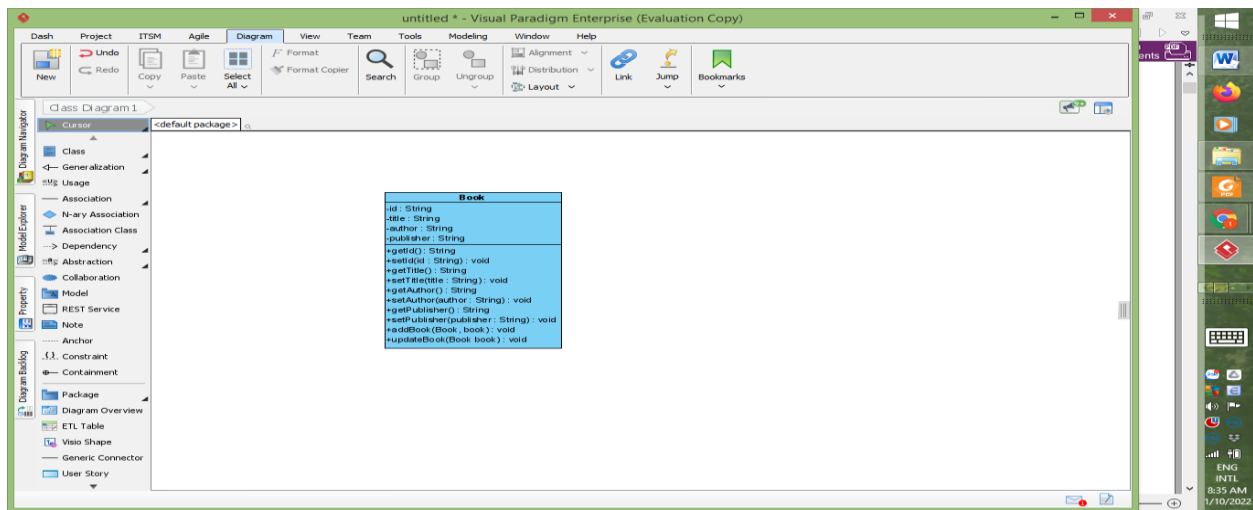 untitled * - Visual Paradigm Enterprise (Evaluation Copy)
Dash Project ITSM Agile Diagram View Team Tools Modeling Window Help
New
Undo
Redo
Copy
Paste
Select All
Format
Format Copier
Search
Group
Ungroup
Alignment
Distribution
Layout
Link
Jump
Bookmarks
ents
Class Diagram1
<default package>
Diagram Navigator
Model Explorer
Property
Diagram Backlog
Cursor
Class
Generalization
Usage
Association
N-ary Association
Association Class
Dependency
Abstraction
Collaboration
Model
REST Service
Note
Anchor
Constraint
Containment
Package
Diagram Overview
ETL Table
Visio Shape
Generic Connector
User Story
Book
-id : String
-title : String
-author : String
-publisher : String
+getId() : String
+setId(id : String) : void
+getTitle() : String
+setTitle(title : String) : void
+getAuthor() : String
+setAuthor(author : String) : void
+getPublisher() : String
+setPublisher(publisher : String) : void
+addBook(Book, book) : void
+updateBook(Book book) : void
W
PDF
ENG
INTL
8:35 AM
1/10/2022